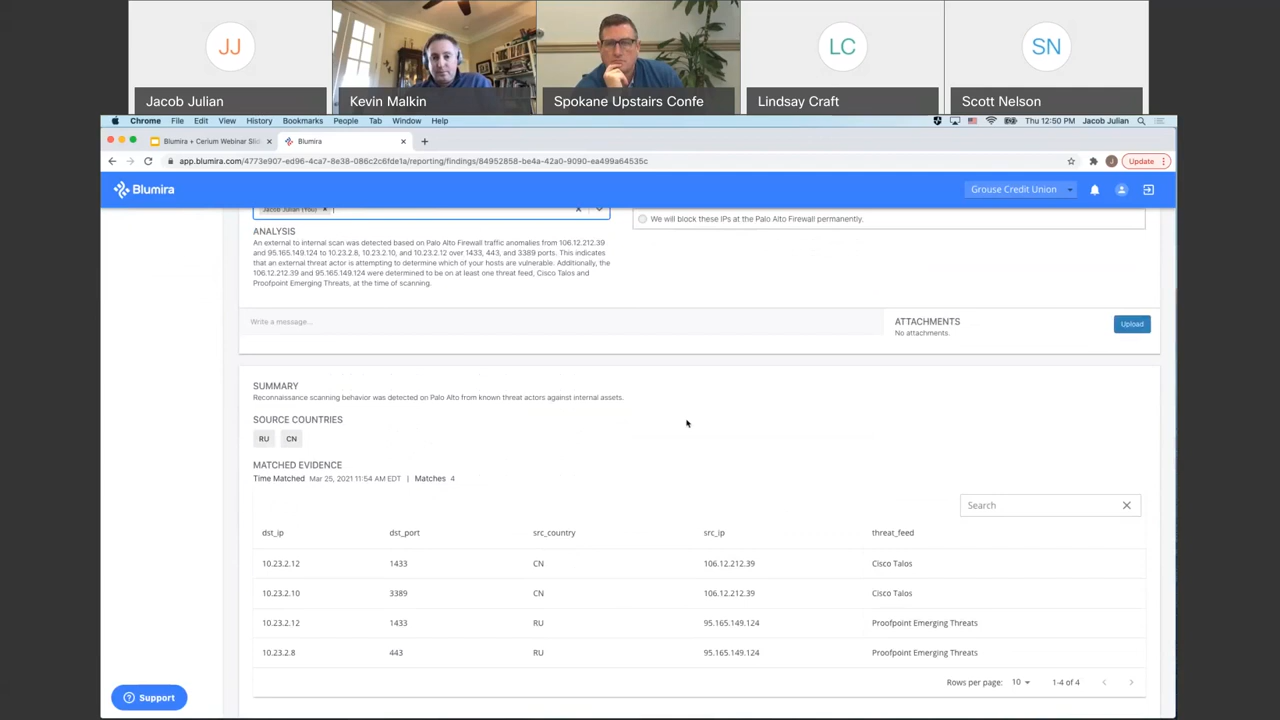 JJ
LC
SN
Jacob Julian
Kevin Malkin
Spokane Upstairs Confe
Lindsay Craft
Scott Nelson
Chrome File Edit View History Bookmarks People Tab Window Help
Thu 12:50 PM Jacob Julian
Blumira + Cerium Webinar Slid
Blumira
app.blumira.com/4773e907-ed96-4ca7-8e38-086c2c6fde1a/reporting/findings/84952858-be4a-42a0-9090-ea499a64535c
J
Update
Blumira
Grouse Credit Union
Jacob Julian (You)
We will block these IPs at the Palo Alto Firewall permanently.
ANALYSIS
An external to internal scan was detected based on Palo Alto Firewall traffic anomalies from 106.12.212.39
and 95.165.149.124 to 10.23.2.8, 10.23.2.10, and 10.23.2.12 over 1433, 443, and 3389 ports. This indicates
that an external threat actor is attempting to determine which of your hosts are vulnerable. Additionally, the
106.12.212.39 and 95.165.149.124 were determined to be on at least one threat feed, Cisco Talos and
Proofpoint Emerging Threats, at the time of scanning.
Write a message...
ATTACHMENTS
No attachments.
Upload
SUMMARY
Reconnaissance scanning behavior was detected on Palo Alto from known threat actors against internal assets.
SOURCE COUNTRIES
RU CN
MATCHED EVIDENCE
Time Matched Mar 25, 2021 11:54 AM EDT | Matches 4
Search
dst_ip dst_port src_country src_ip threat_feed
10.23.2.12 1433 CN 106.12.212.39 Cisco Talos
10.23.2.10 3389 CN 106.12.212.39 Cisco Talos
10.23.2.12 1433 RU 95.165.149.124 Proofpoint Emerging Threats
10.23.2.8 443 RU 95.165.149.124 Proofpoint Emerging Threats
Rows per page: 10 1-4 of 4
Support